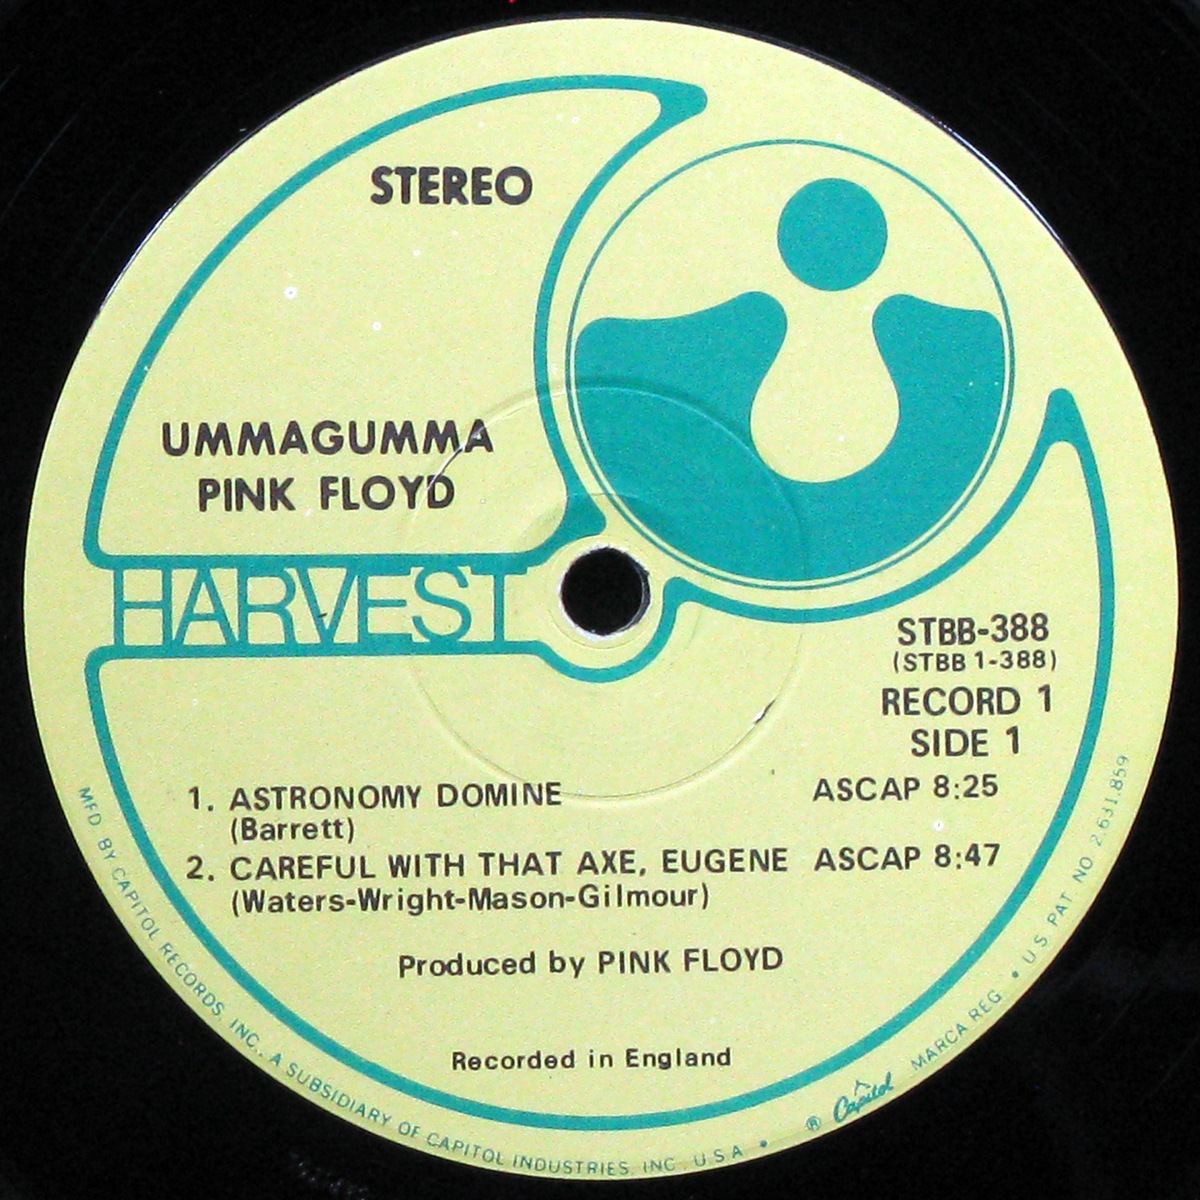 STEREO
UMMAGUMMA
PINK FLOYD
HARVEST
STBB-388
(STBB 1-388)
RECORD 1
SIDE 1
1. ASTRONOMY DOMINE ASCAP 8:25
(Barrett)
2. CAREFUL WITH THAT AXE, EUGENE ASCAP 8:47
(Waters-Wright-Mason-Gilmour)
Produced by PINK FLOYD
Recorded in England
MFD BY CAPITOL RECORDS, INC., A SUBSIDIARY OF CAPITOL INDUSTRIES, INC., U.S.A. • ® Capitol MARCA REG. • U.S. PAT. NO. 2.631.859